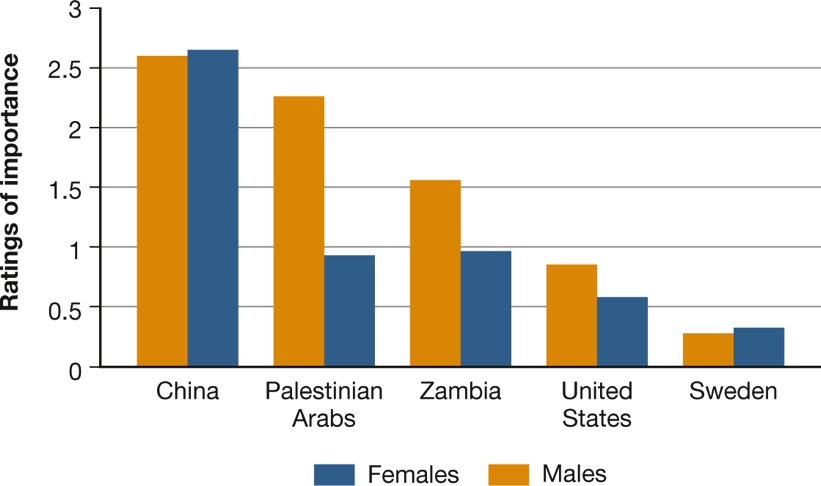 Ratings of importance
3
2.5
2
1.5
1
0.5
0
China
Palestinian
Arabs
Zambia
United
States
Sweden
Females
Males